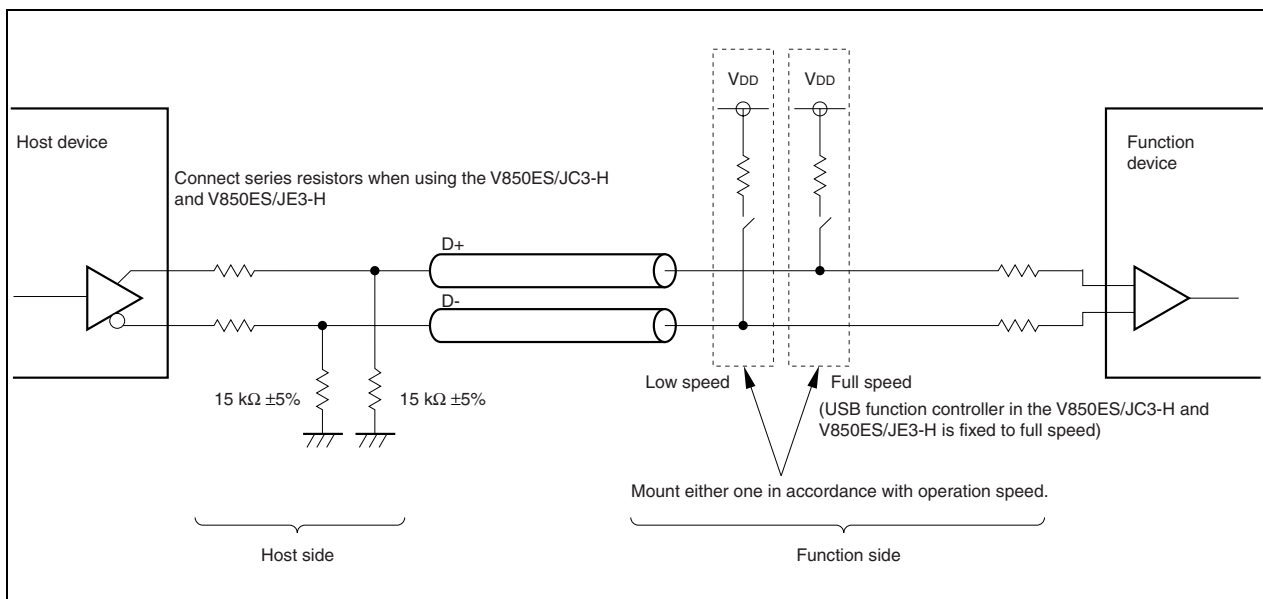 VDD
VDD
Host device
Function
device
Connect series resistors when using the V850ES/JC3-H
and V850ES/JE3-H
D+
D-
Low speed
Full speed
15 kΩ ±5%
15 kΩ ±5%
(USB function controller in the V850ES/JC3-H and
V850ES/JE3-H is fixed to full speed)
Mount either one in accordance with operation speed.
Host side
Function side